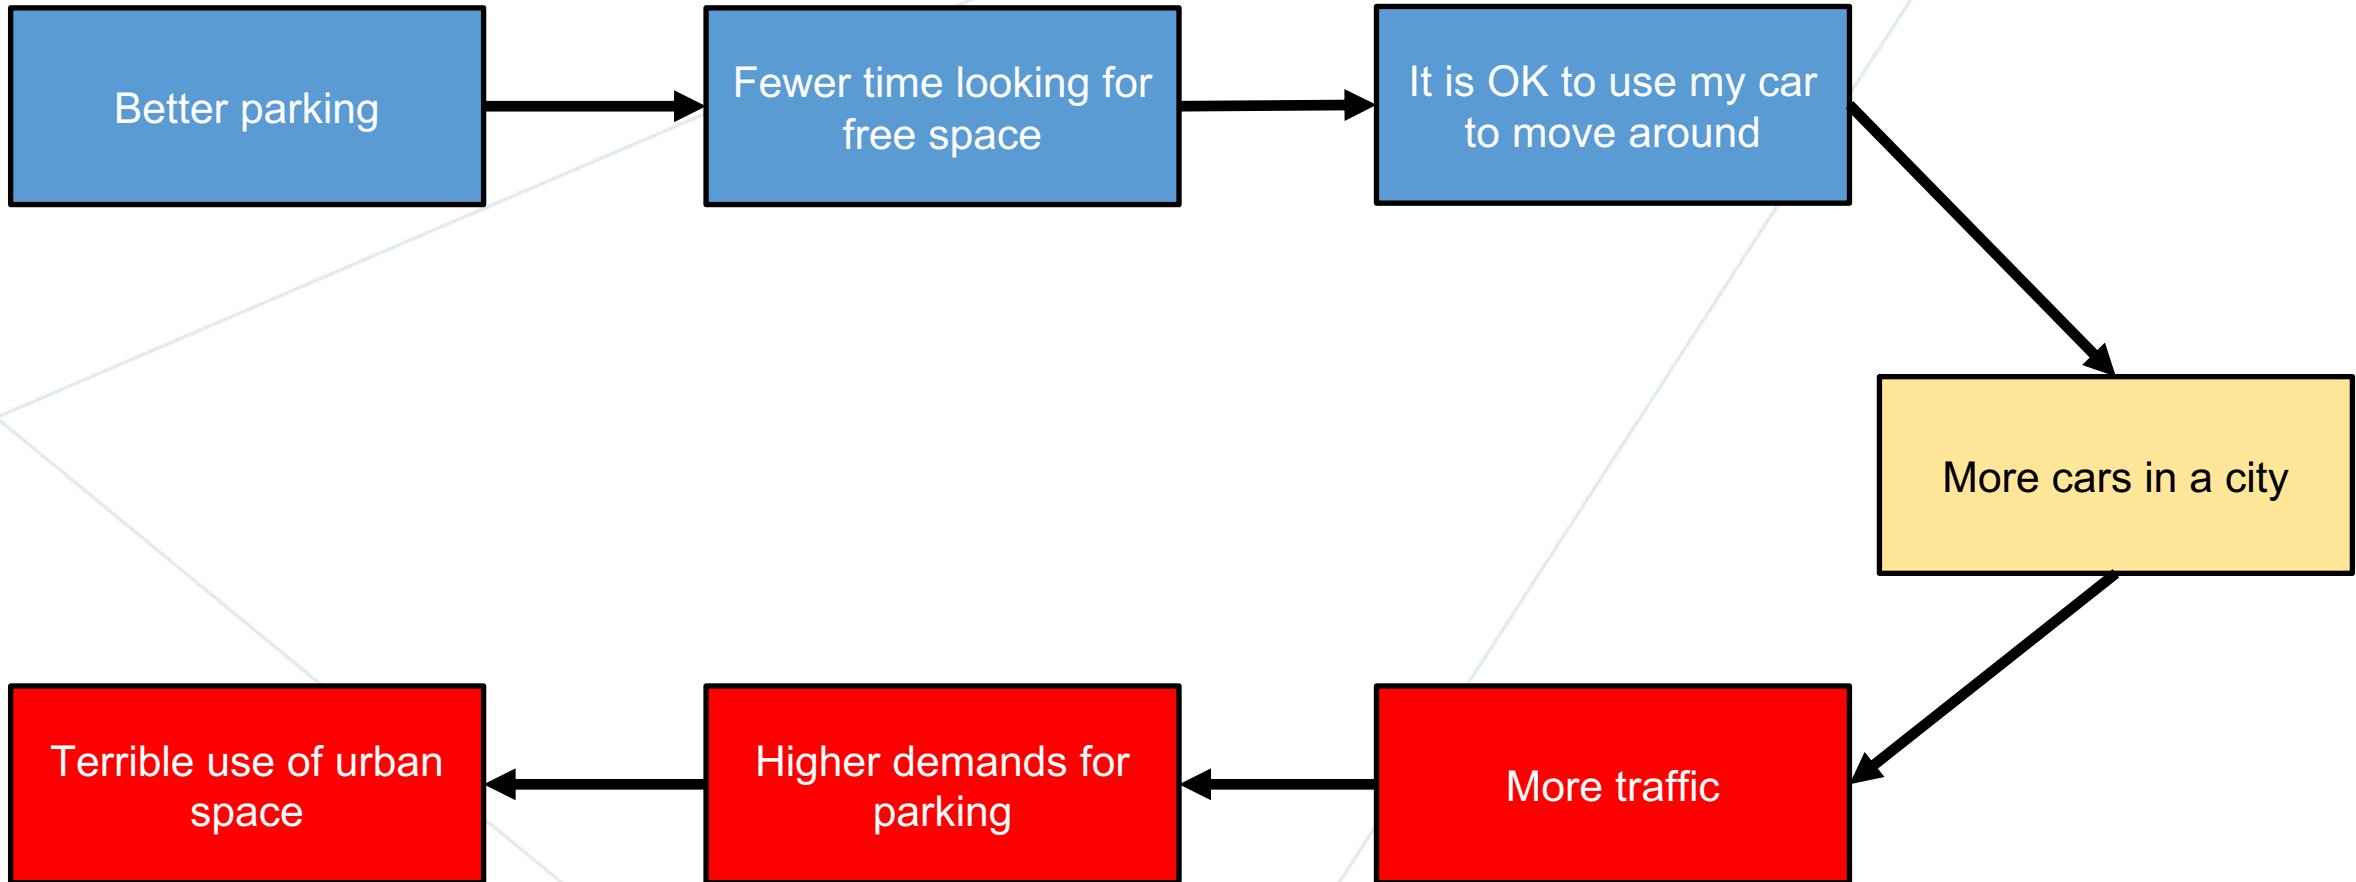 Better parking
Fewer time looking for
free space
It is OK to use my car
to move around
More cars in a city
More traffic
Higher demands for
parking
Terrible use of urban
space